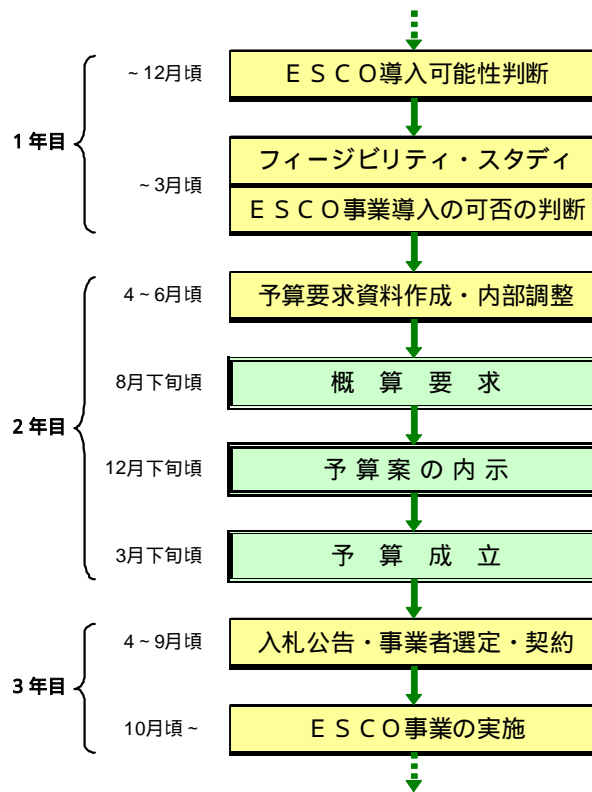 ~12月頃
ＥＳＣＯ導入可能性判断
1年目
フィージビリティ・スタディ
~3月頃
ＥＳＣＯ事業導入の可否の判断
4~6月頃
予算要求資料作成・内部調整
8月下旬頃
概　算　要　求
2年目
12月下旬頃
予 算 案 の 内 示
3月下旬頃
予　算　成　立
4~9月頃
入札公告・事業者選定・契約
3年目
10月頃~
ＥＳＣＯ事業の実施